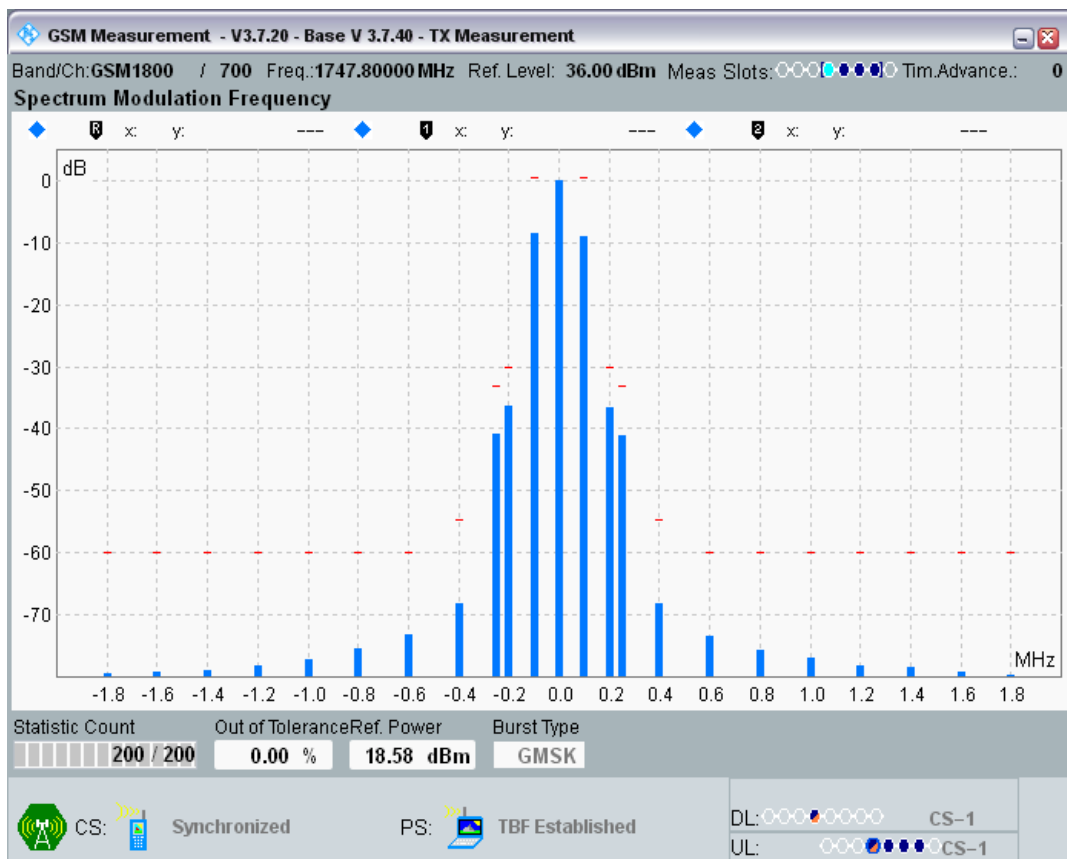 GSM Measurement - V3.7.20 - Base V 3.7.40 - TX Measurement
Band/Ch:GSM1800 / 700 Freq.:1747.80000 MHz Ref. Level: 36.00 dBm Meas Slots: Tim.Advance.: 0
Spectrum Modulation Frequency
R x: y: --- 1 x: y: --- 2 x: y: ---
dB
0
-10
-20
-30
-40
-50
-60
-70
MHz
-1.8 -1.6 -1.4 -1.2 -1.0 -0.8 -0.6 -0.4 -0.2 0.0 0.2 0.4 0.6 0.8 1.0 1.2 1.4 1.6 1.8
Statistic Count Out of Tolerance Ref. Power Burst Type
200 / 200 0.00 % 18.58 dBm GMSK
CS: Synchronized PS: TBF Established
DL: CS-1
UL: CS-1